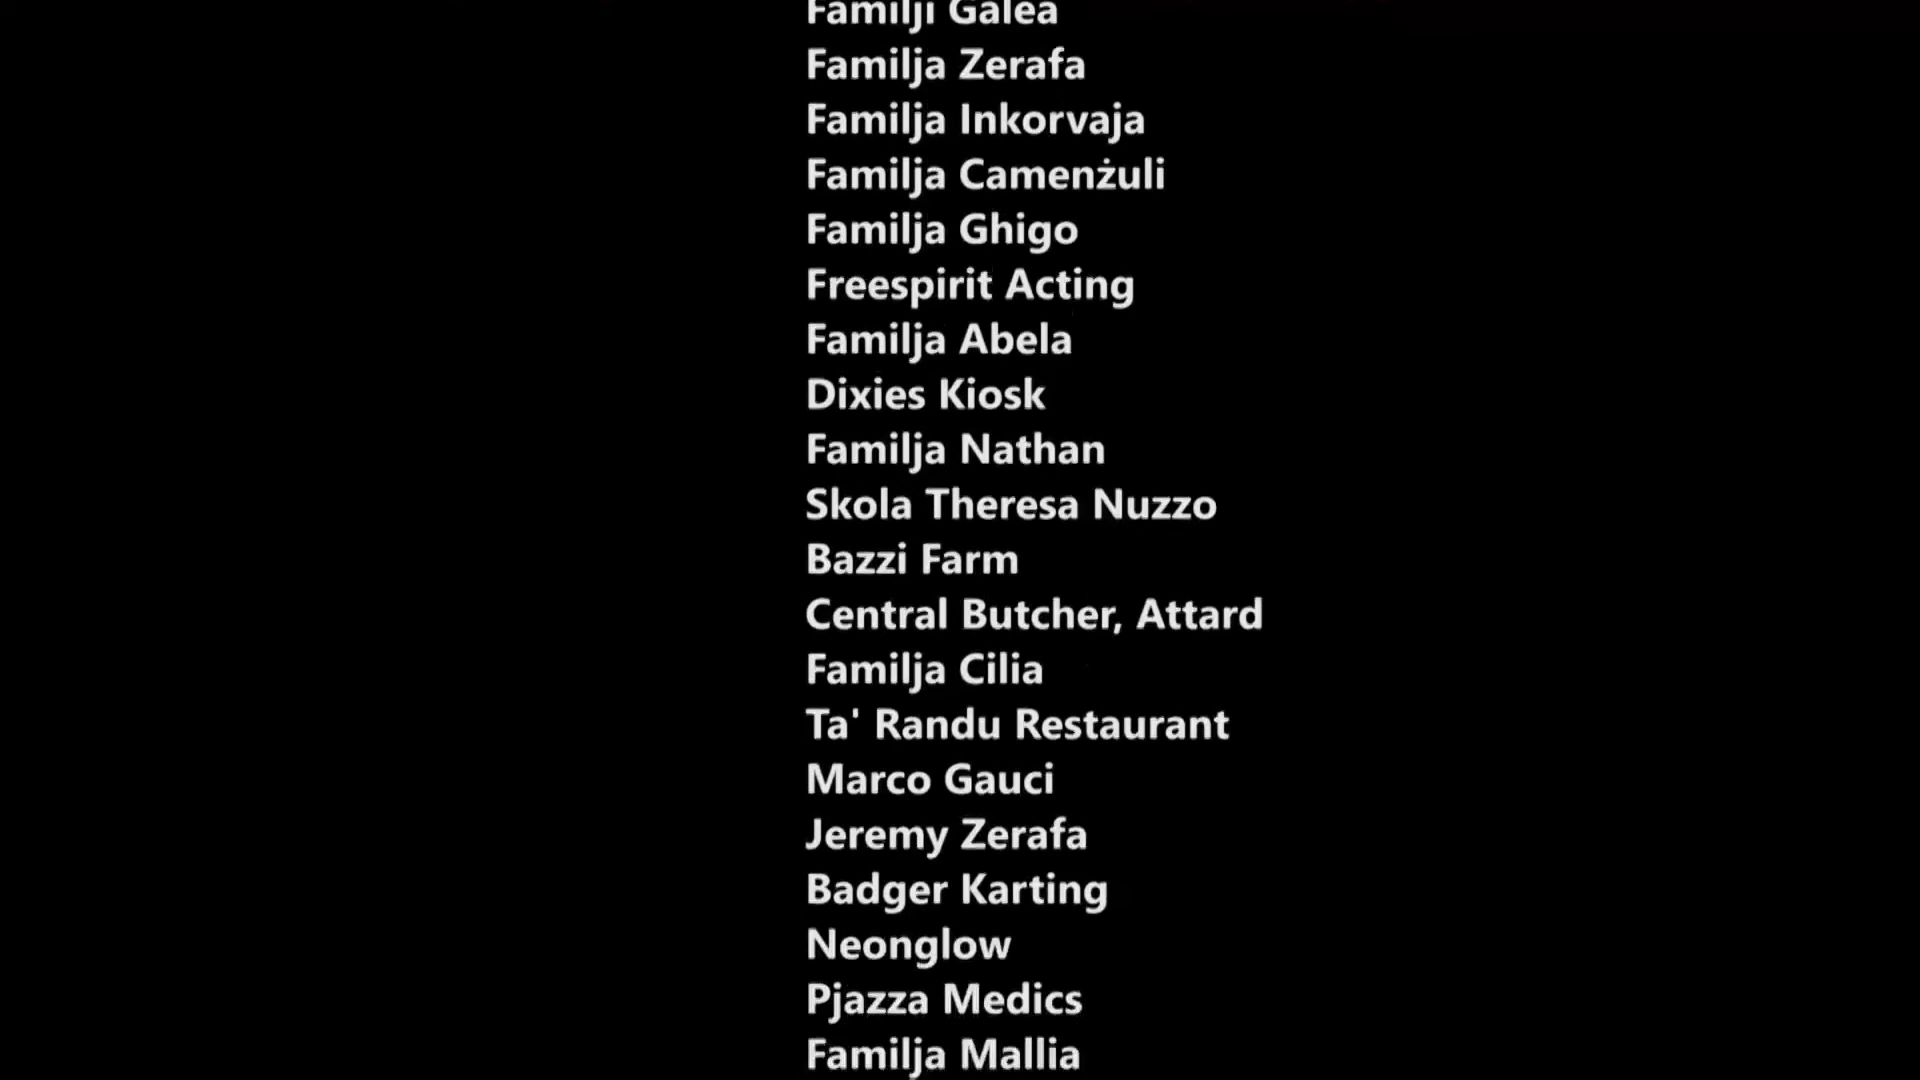 Familji Galea
Familja Zerafa
Familja Inkorvaja
Familja Camenżuli
Familja Ghigo
Freespirit Acting
Familja Abela
Dixies Kiosk
Familja Nathan
Skola Theresa Nuzzo
Bazzi Farm
Central Butcher, Attard
Familja Cilia
Ta' Randu Restaurant
Marco Gauci
Jeremy Zerafa
Badger Karting
Neonglow
Pjazza Medics
Familja Mallia